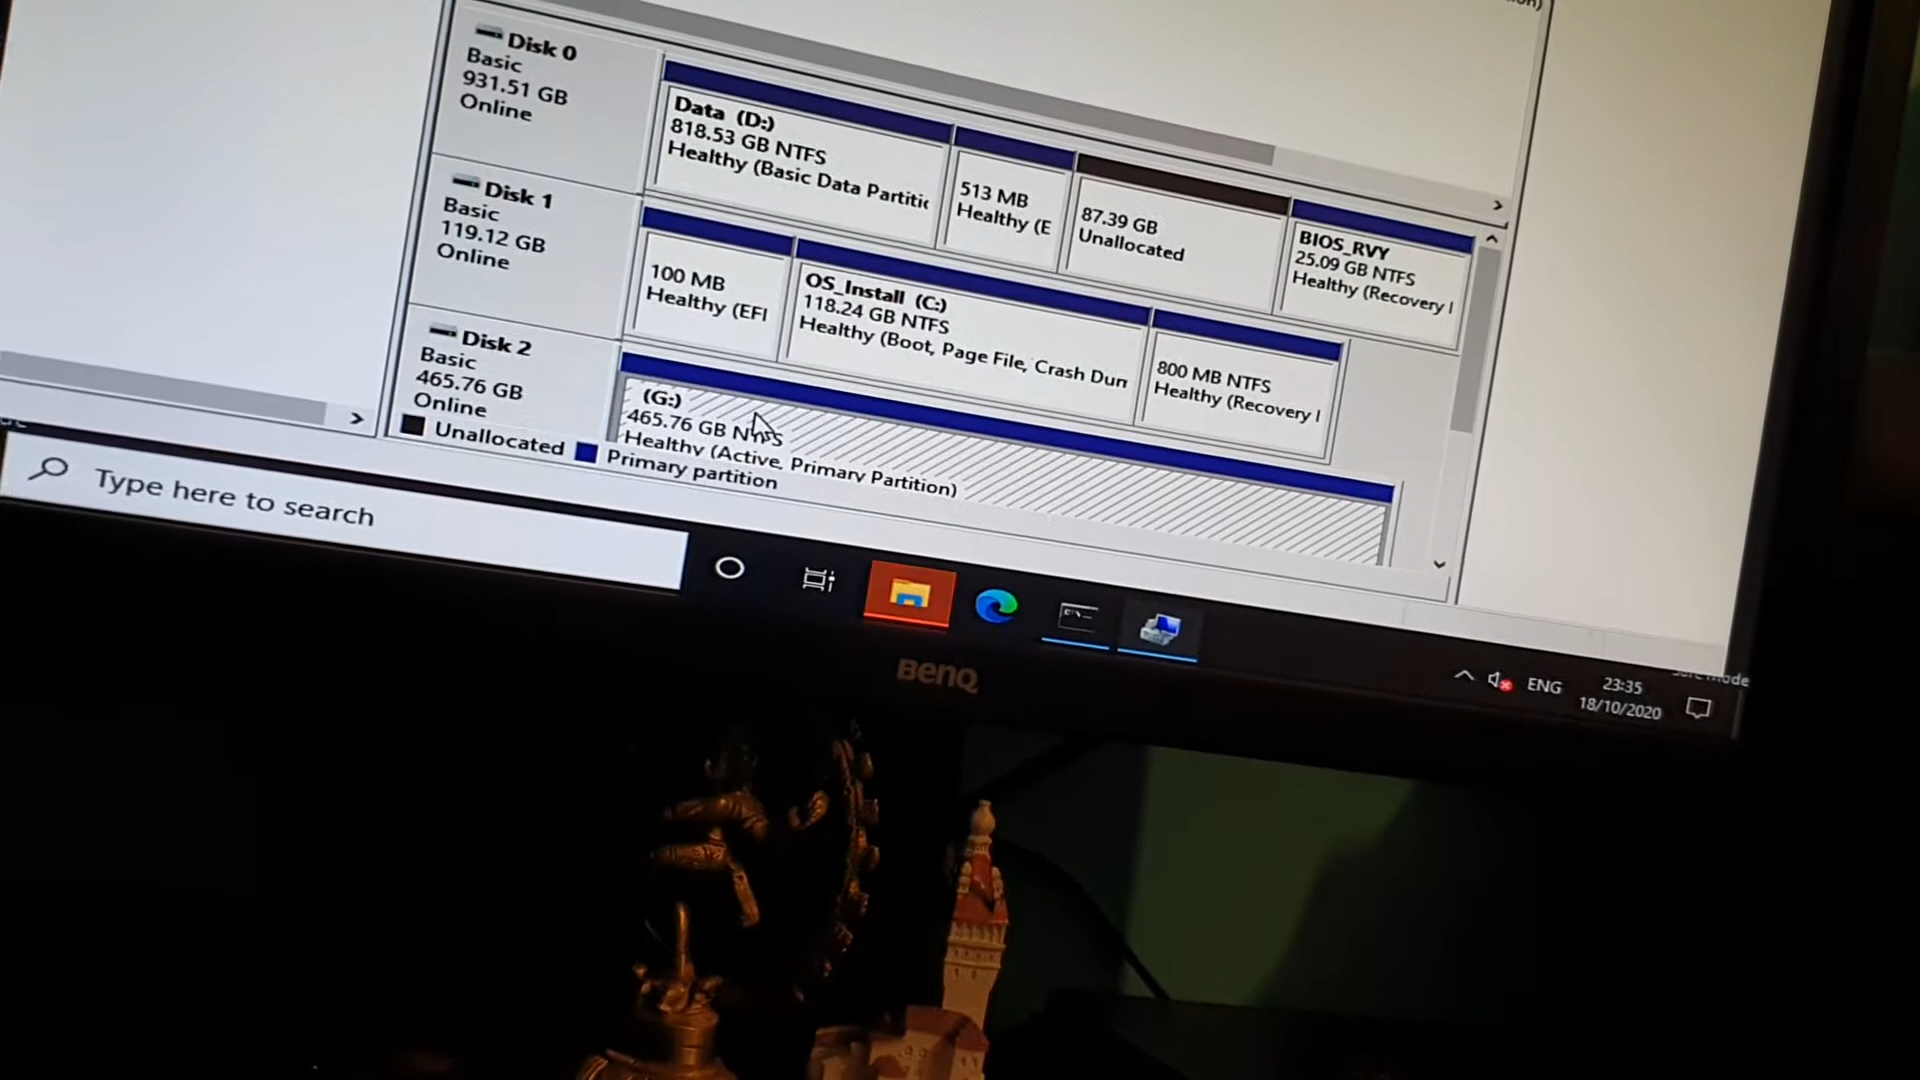 Disk 0
Basic
931.51 GB
Online
Data (D:)
818.53 GB NTFS
Healthy (Basic Data Partitic
513 MB
Healthy (E
87.39 GB
Unallocated
BIOS_RVY
25.09 GB NTFS
Healthy (Recovery I
Disk 1
Basic
119.12 GB
Online
100 MB
Healthy (EFI
OS_Install (C:)
118.24 GB NTFS
Healthy (Boot, Page File, Crash Dun
800 MB NTFS
Healthy (Recovery I
Disk 2
Basic
465.76 GB
Online
(G:)
465.76 GB NTFS
Healthy (Active, Primary Partition)
Unallocated
Primary partition
Type here to search
BenQ
ENG
23:35
18/10/2020